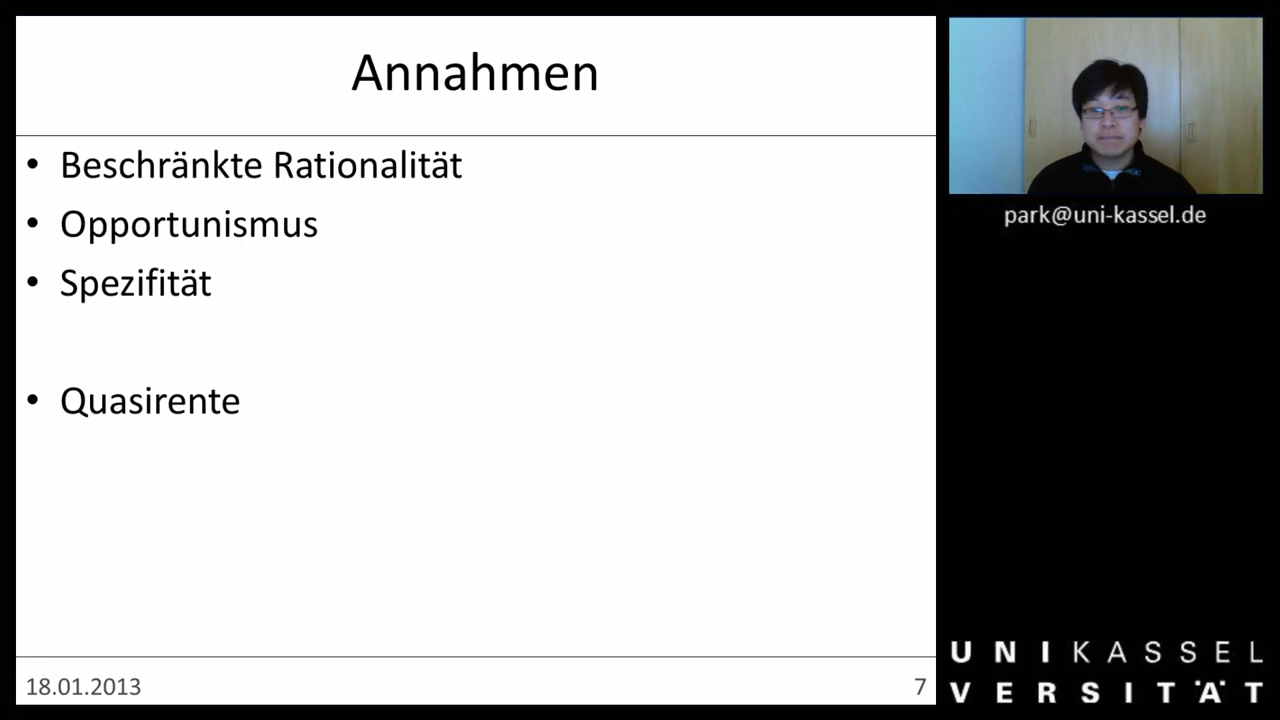 Annahmen
• Beschränkte Rationalität
• Opportunismus
• Spezifität
• Quasirente
18.01.2013
7
park@uni-kassel.de
UNIKASSEL
VERSITÄT